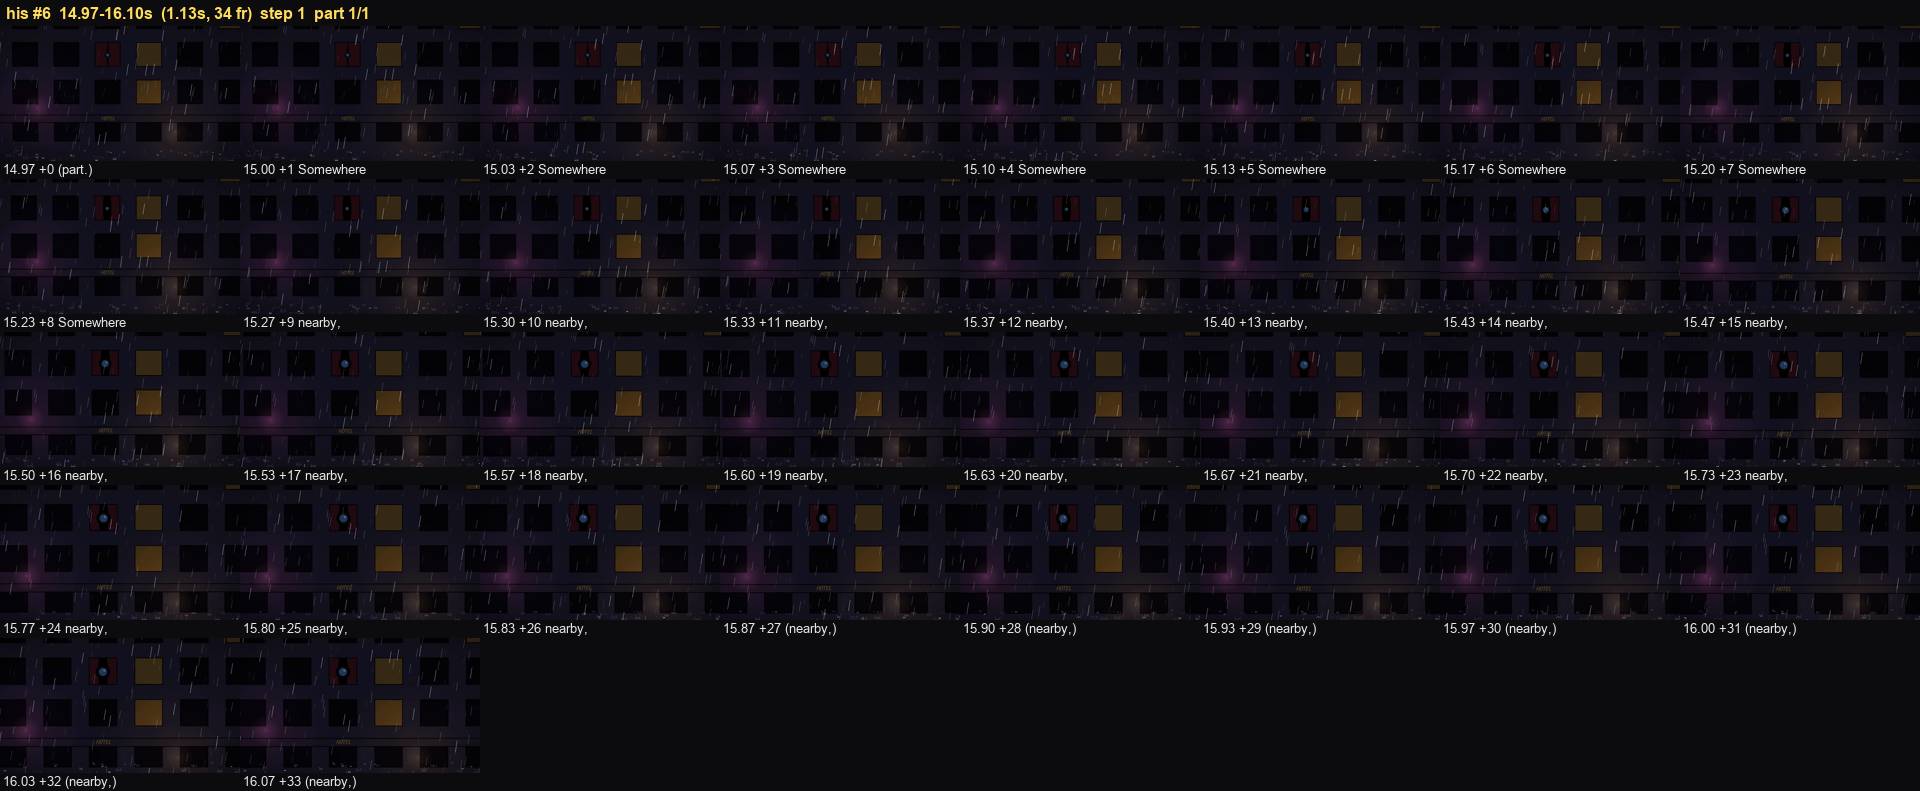 his #6 14.97-16.10s (1.13s, 34 fr) step 1 part 1/1
14.97 +0 (part.) 15.00 +1 Somewhere 15.03 +2 Somewhere 15.07 +3 Somewhere 15.10 +4 Somewhere 15.13 +5 Somewhere 15.17 +6 Somewhere 15.20 +7 Somewhere
15.23 +8 Somewhere 15.27 +9 nearby, 15.30 +10 nearby, 15.33 +11 nearby, 15.37 +12 nearby, 15.40 +13 nearby, 15.43 +14 nearby, 15.47 +15 nearby,
15.50 +16 nearby, 15.53 +17 nearby, 15.57 +18 nearby, 15.60 +19 nearby, 15.63 +20 nearby, 15.67 +21 nearby, 15.70 +22 nearby, 15.73 +23 nearby,
15.77 +24 nearby, 15.80 +25 nearby, 15.83 +26 nearby, 15.87 +27 (nearby,) 15.90 +28 (nearby,) 15.93 +29 (nearby,) 15.97 +30 (nearby,) 16.00 +31 (nearby,)
16.03 +32 (nearby,) 16.07 +33 (nearby,)